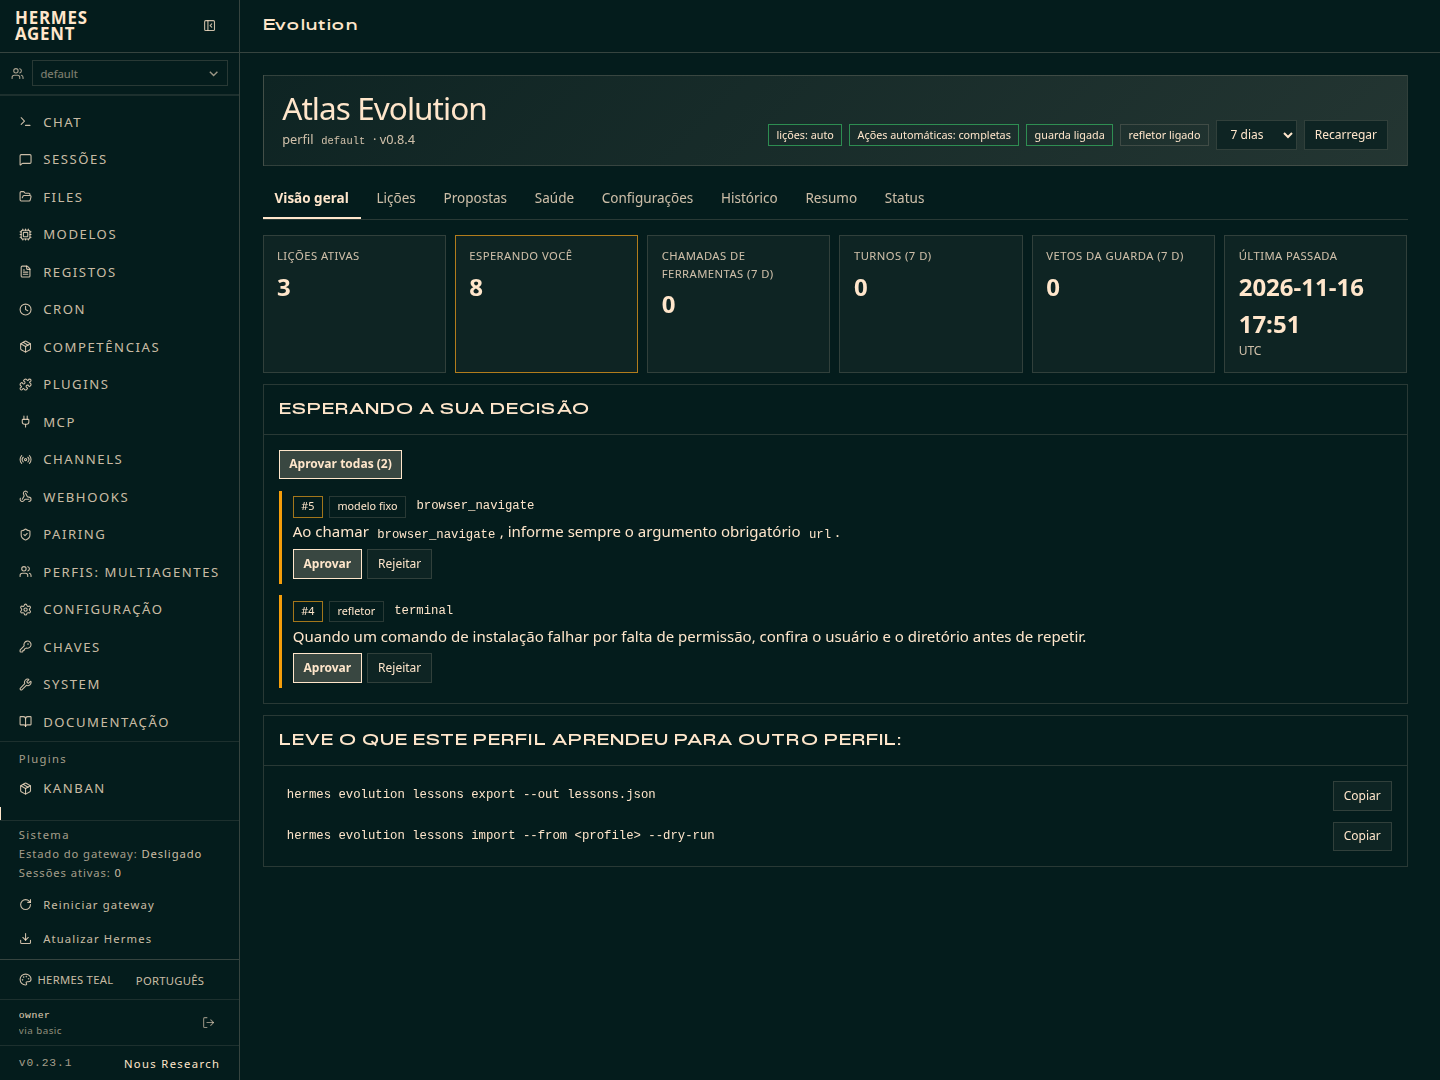 HERMES
AGENT
default
CHAT
SESSÕES
FILES
MODELOS
REGISTOS
CRON
COMPETÊNCIAS
PLUGINS
MCP
CHANNELS
WEBHOOKS
PAIRING
PERFIS: MULTIAGENTES
CONFIGURAÇÃO
CHAVES
SYSTEM
DOCUMENTAÇÃO
Plugins
KANBAN
Sistema
Estado do gateway: Desligado
Sessões ativas: 0
Reiniciar gateway
Atualizar Hermes
HERMES TEAL PORTUGUÊS
owner
via basic
v0.23.1 Nous Research
Evolution
Atlas Evolution
perfil default · v0.8.4
lições: auto Ações automáticas: completas guarda ligada refletor ligado 7 dias Recarregar
Visão geral Lições Propostas Saúde Configurações Histórico Resumo Status
LIÇÕES ATIVAS
3
ESPERANDO VOCÊ
8
CHAMADAS DE
FERRAMENTAS (7 D)
0
TURNOS (7 D)
0
VETOS DA GUARDA (7 D)
0
ÚLTIMA PASSADA
2026-11-16
17:51
UTC
ESPERANDO A SUA DECISÃO
Aprovar todas (2)
#5 modelo fixo browser_navigate
Ao chamar browser_navigate, informe sempre o argumento obrigatório url.
Aprovar Rejeitar
#4 refletor terminal
Quando um comando de instalação falhar por falta de permissão, confira o usuário e o diretório antes de repetir.
Aprovar Rejeitar
LEVE O QUE ESTE PERFIL APRENDEU PARA OUTRO PERFIL:
hermes evolution lessons export --out lessons.json Copiar
hermes evolution lessons import --from <profile> --dry-run Copiar